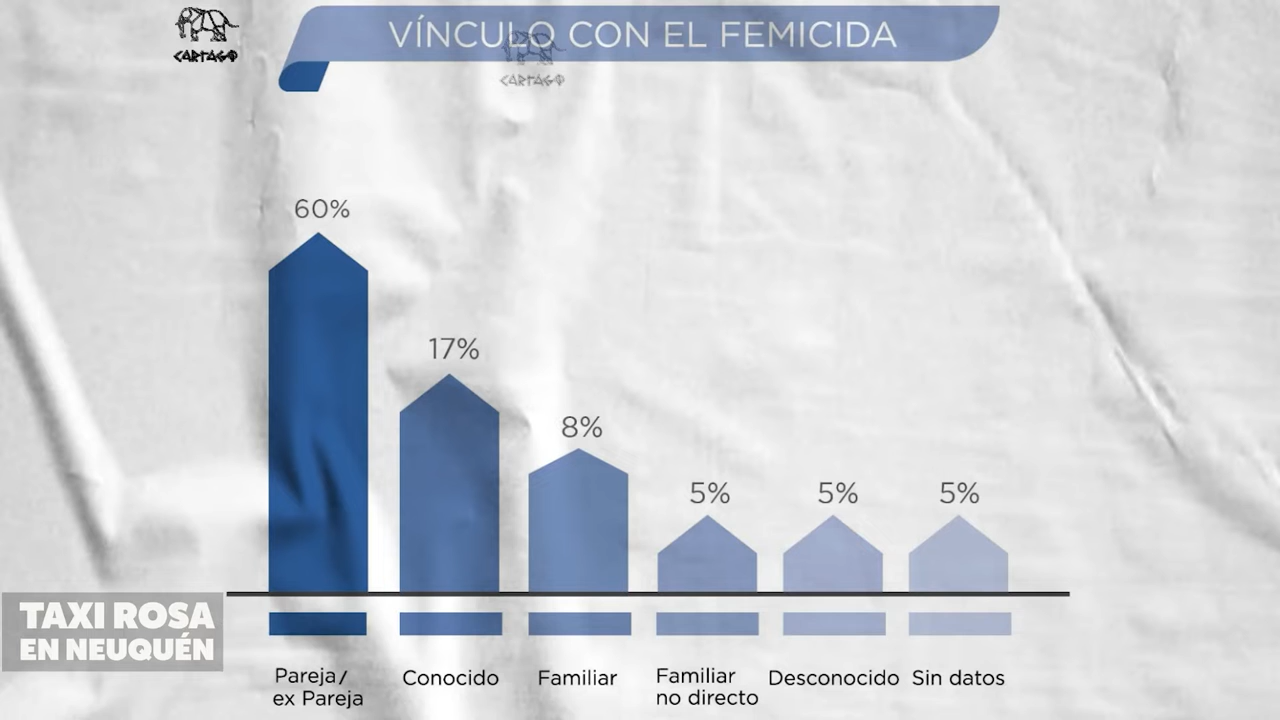 CARTAGO
VÍNCULO CON EL FEMICIDA
CARTAGO
60%
17%
8%
5%
5%
5%
TAXI ROSA
EN NEUQUÉN
Pareja/
ex Pareja
Conocido
Familiar
Familiar
no directo
Desconocido
Sin datos